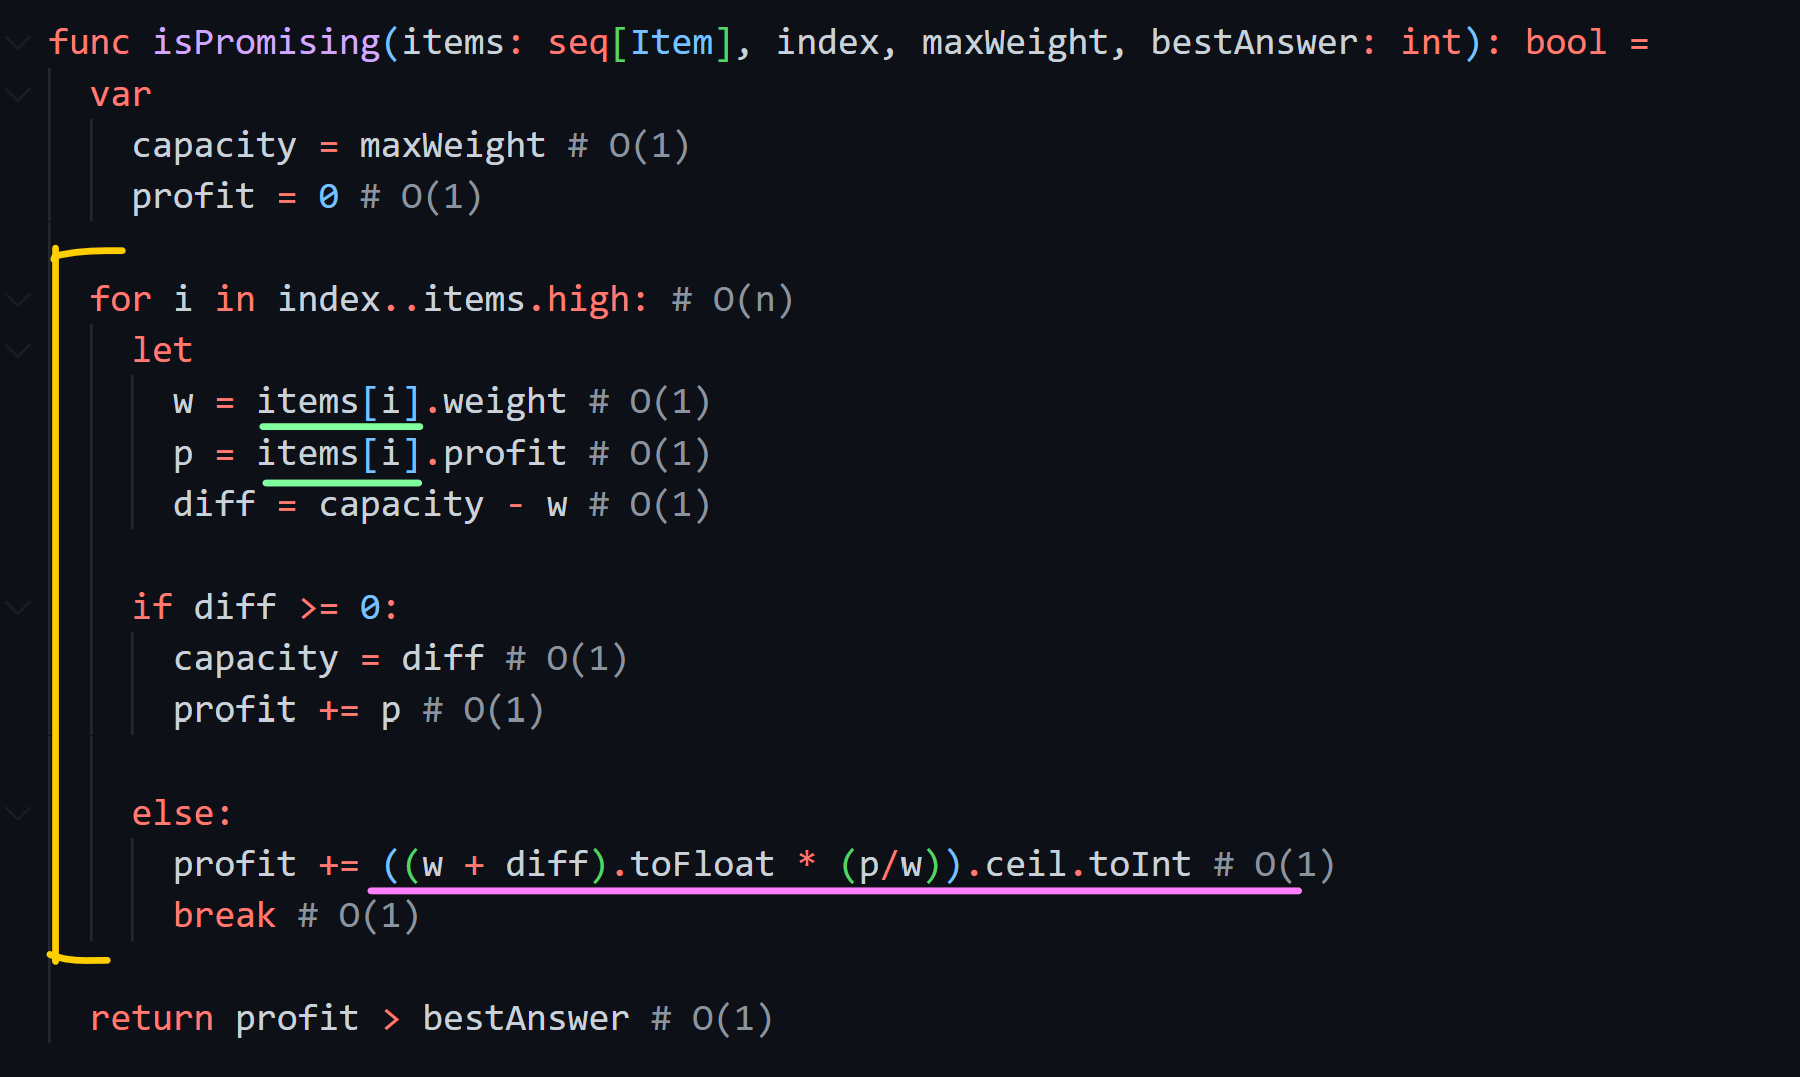 func isPromising(items: seq[Item], index, maxWeight, bestAnswer: int): bool =
var
capacity = maxWeight # O(1)
profit = 0 # O(1)
for i in index..items.high: # O(n)
let
w = items[i].weight # O(1)
p = items[i].profit # O(1)
diff = capacity - w # O(1)
if diff >= 0:
capacity = diff # O(1)
profit += p # O(1)
else:
profit += ((w + diff).toFloat * (p/w)).ceil.toInt # O(1)
break # O(1)
return profit > bestAnswer # O(1)